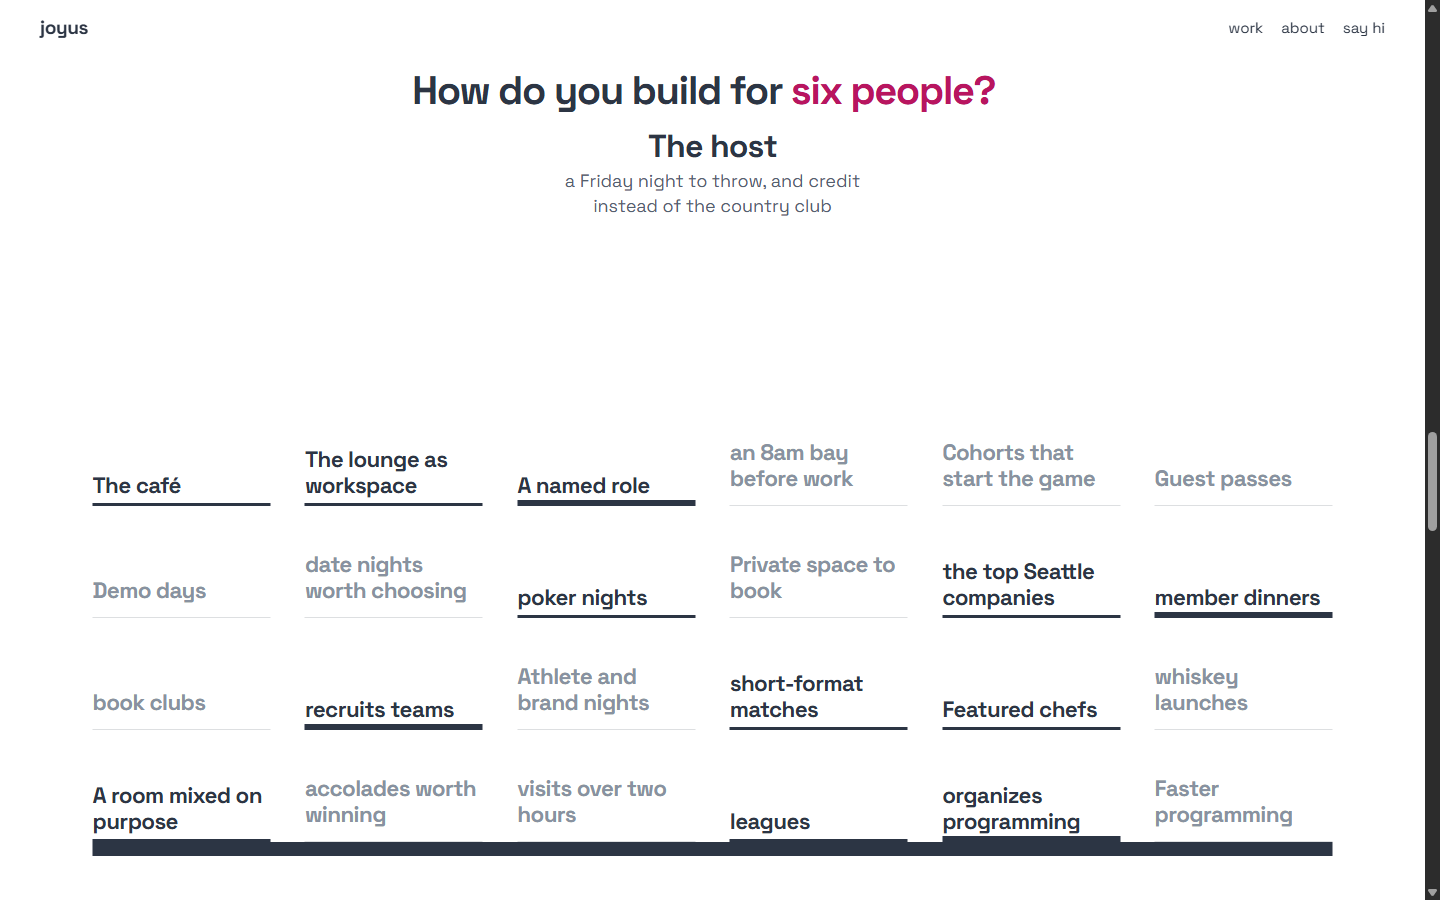 joyus
work about say hi
How do you build for six people?
The host
a Friday night to throw, and credit
instead of the country club
The café
The lounge as
workspace
A named role
an 8am bay
before work
Cohorts that
start the game
Guest passes
Demo days
date nights
worth choosing
poker nights
Private space to
book
the top Seattle
companies
member dinners
book clubs
recruits teams
Athlete and
brand nights
short-format
matches
Featured chefs
whiskey
launches
A room mixed on
purpose
accolades worth
winning
visits over two
hours
leagues
organizes
programming
Faster
programming